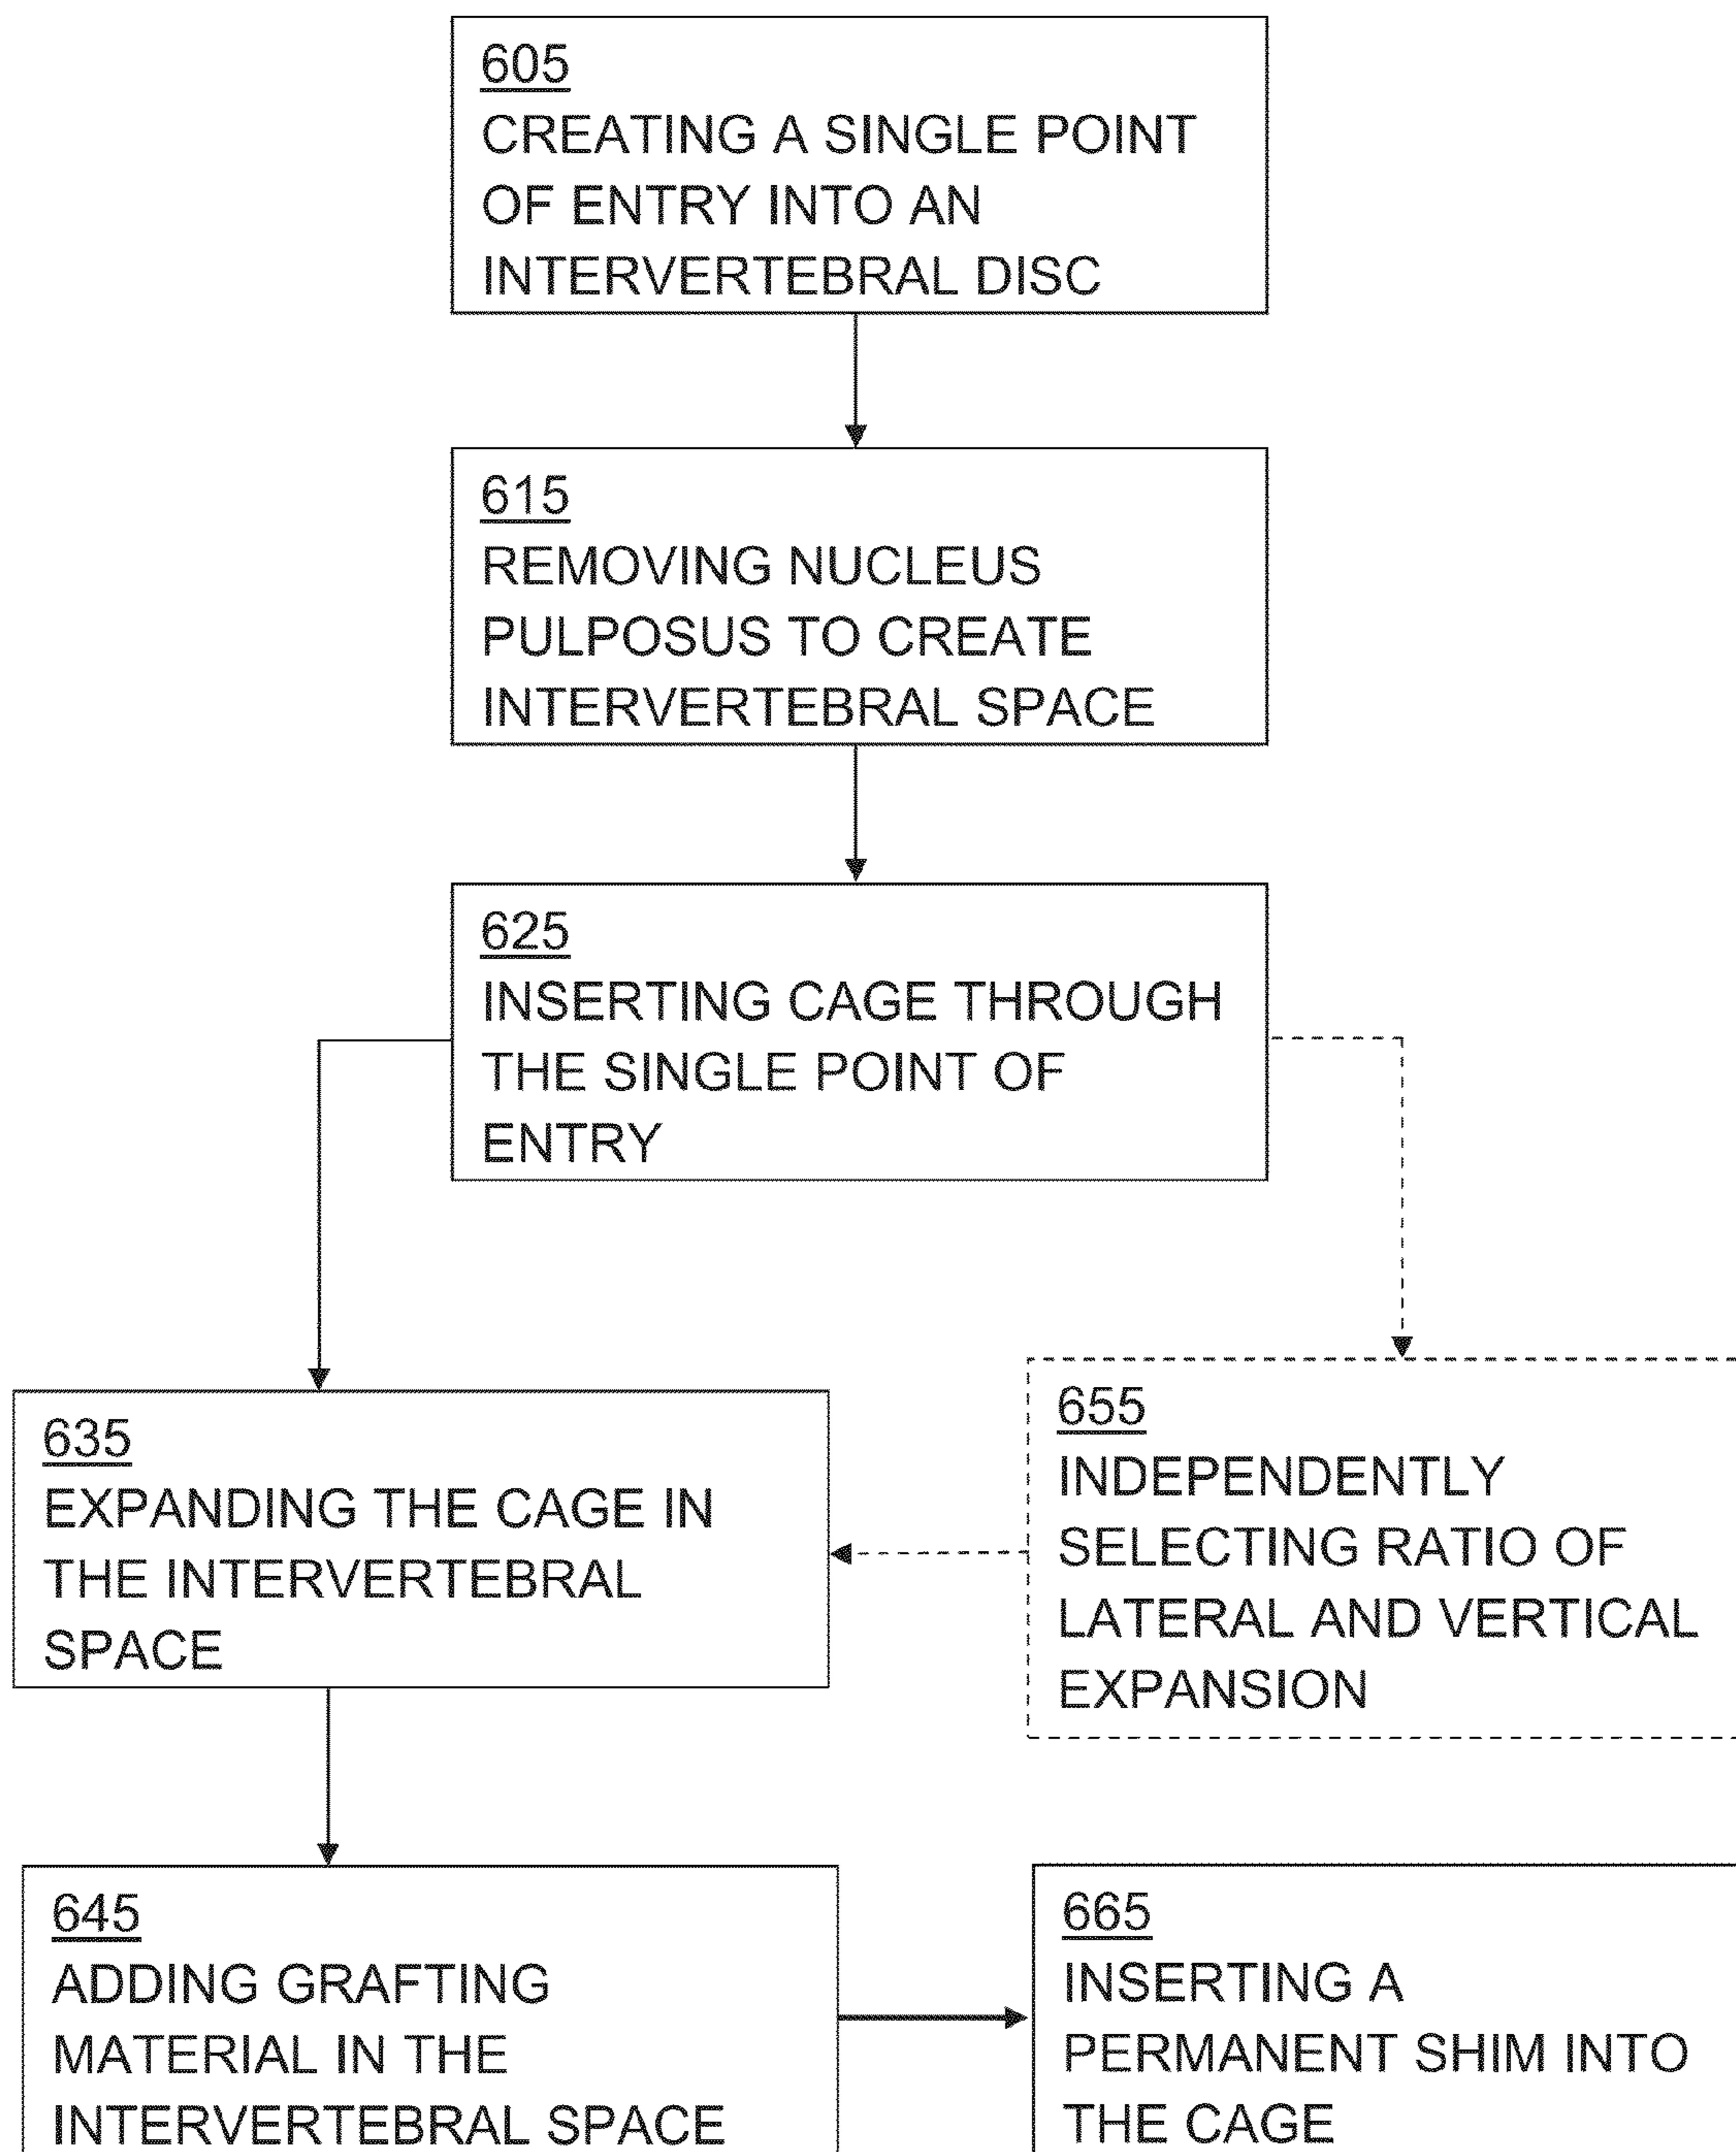 605
CREATING A SINGLE POINT
OF ENTRY INTO AN
INTERVERTEBRAL DISC
615
REMOVING NUCLEUS
PULPOSUS TO CREATE
INTERVERTEBRAL SPACE
625
INSERTING CAGE THROUGH
THE SINGLE POINT OF
ENTRY
635
EXPANDING THE CAGE IN
THE INTERVERTEBRAL
SPACE
655
INDEPENDENTLY
SELECTING RATIO OF
LATERAL AND VERTICAL
EXPANSION
645
ADDING GRAFTING
MATERIAL IN THE
INTERVERTEBRAL SPACE
665
INSERTING A
PERMANENT SHIM INTO
THE CAGE